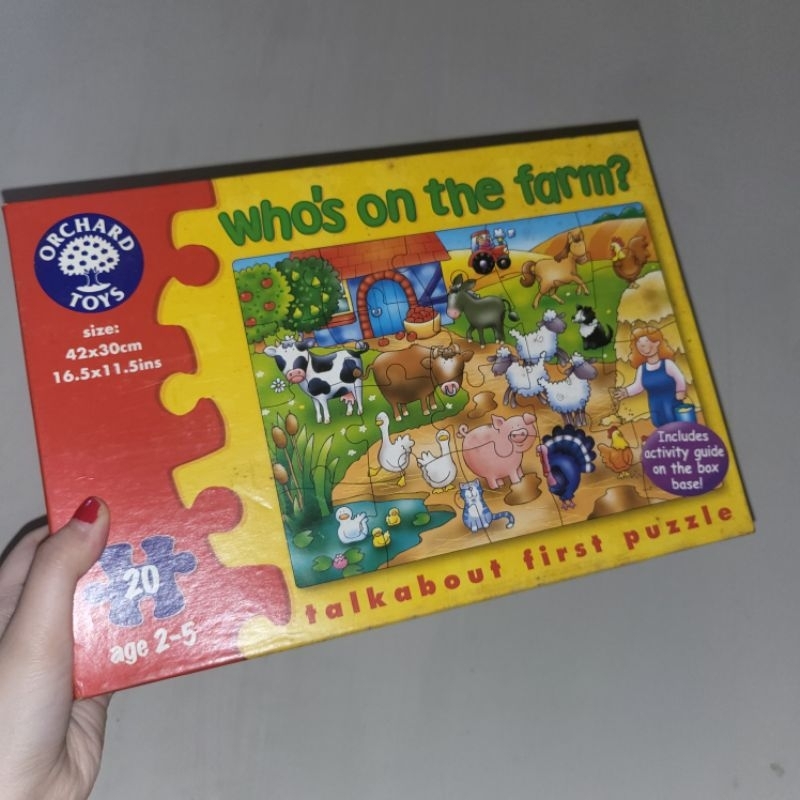 who's on the farm?
ORCHARD
TOYS
size:
42x30cm
16.5x11.5ins
Includes
activity guide
on the box
base!
20
age 2-5
talkabout first puzzle